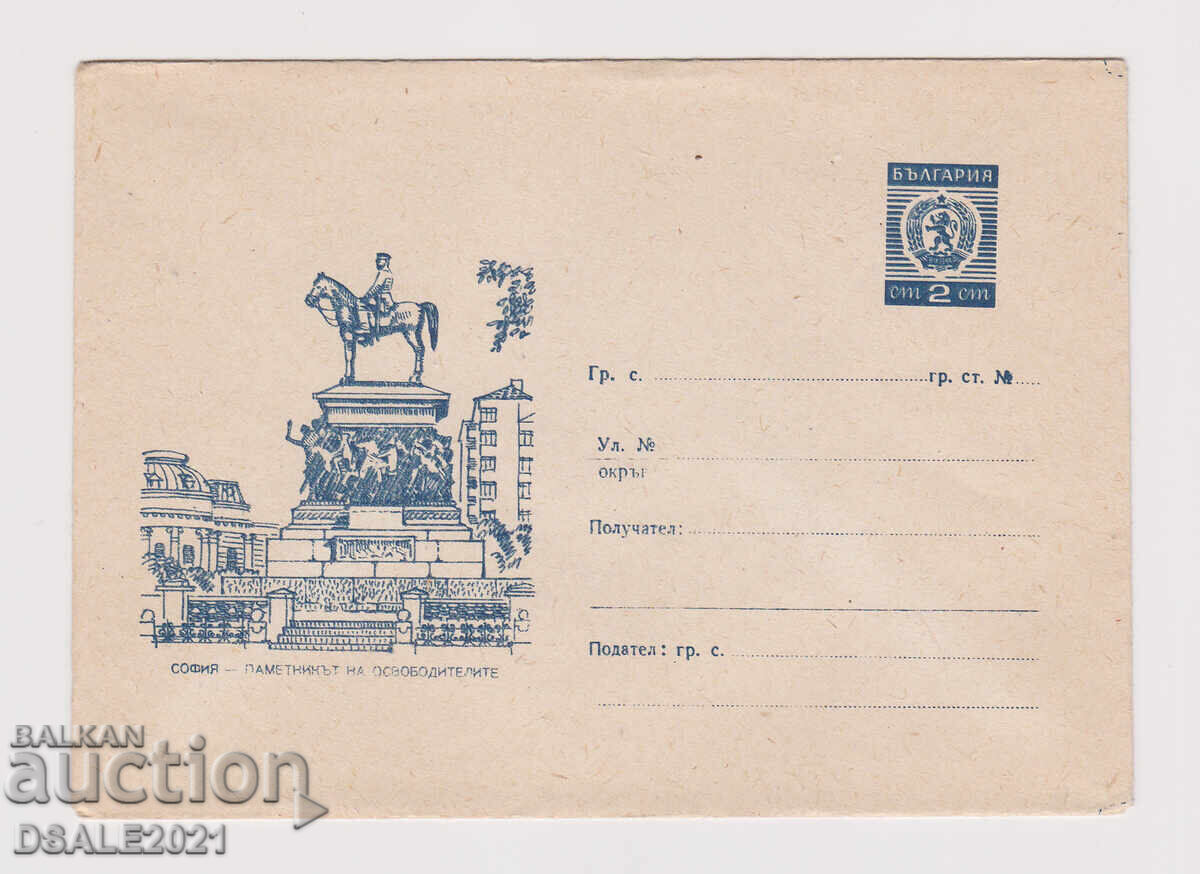 БЪЛГАРИЯ
ст 2 ст
Гр. с. гр. ст. №
Ул. №
окръг
Получател:
Подател: гр. с.
СОФИЯ — ПАМЕТНИКЪТ НА ОСВОБОДИТЕЛИТЕ
BALKAN
auction
DSALE2021